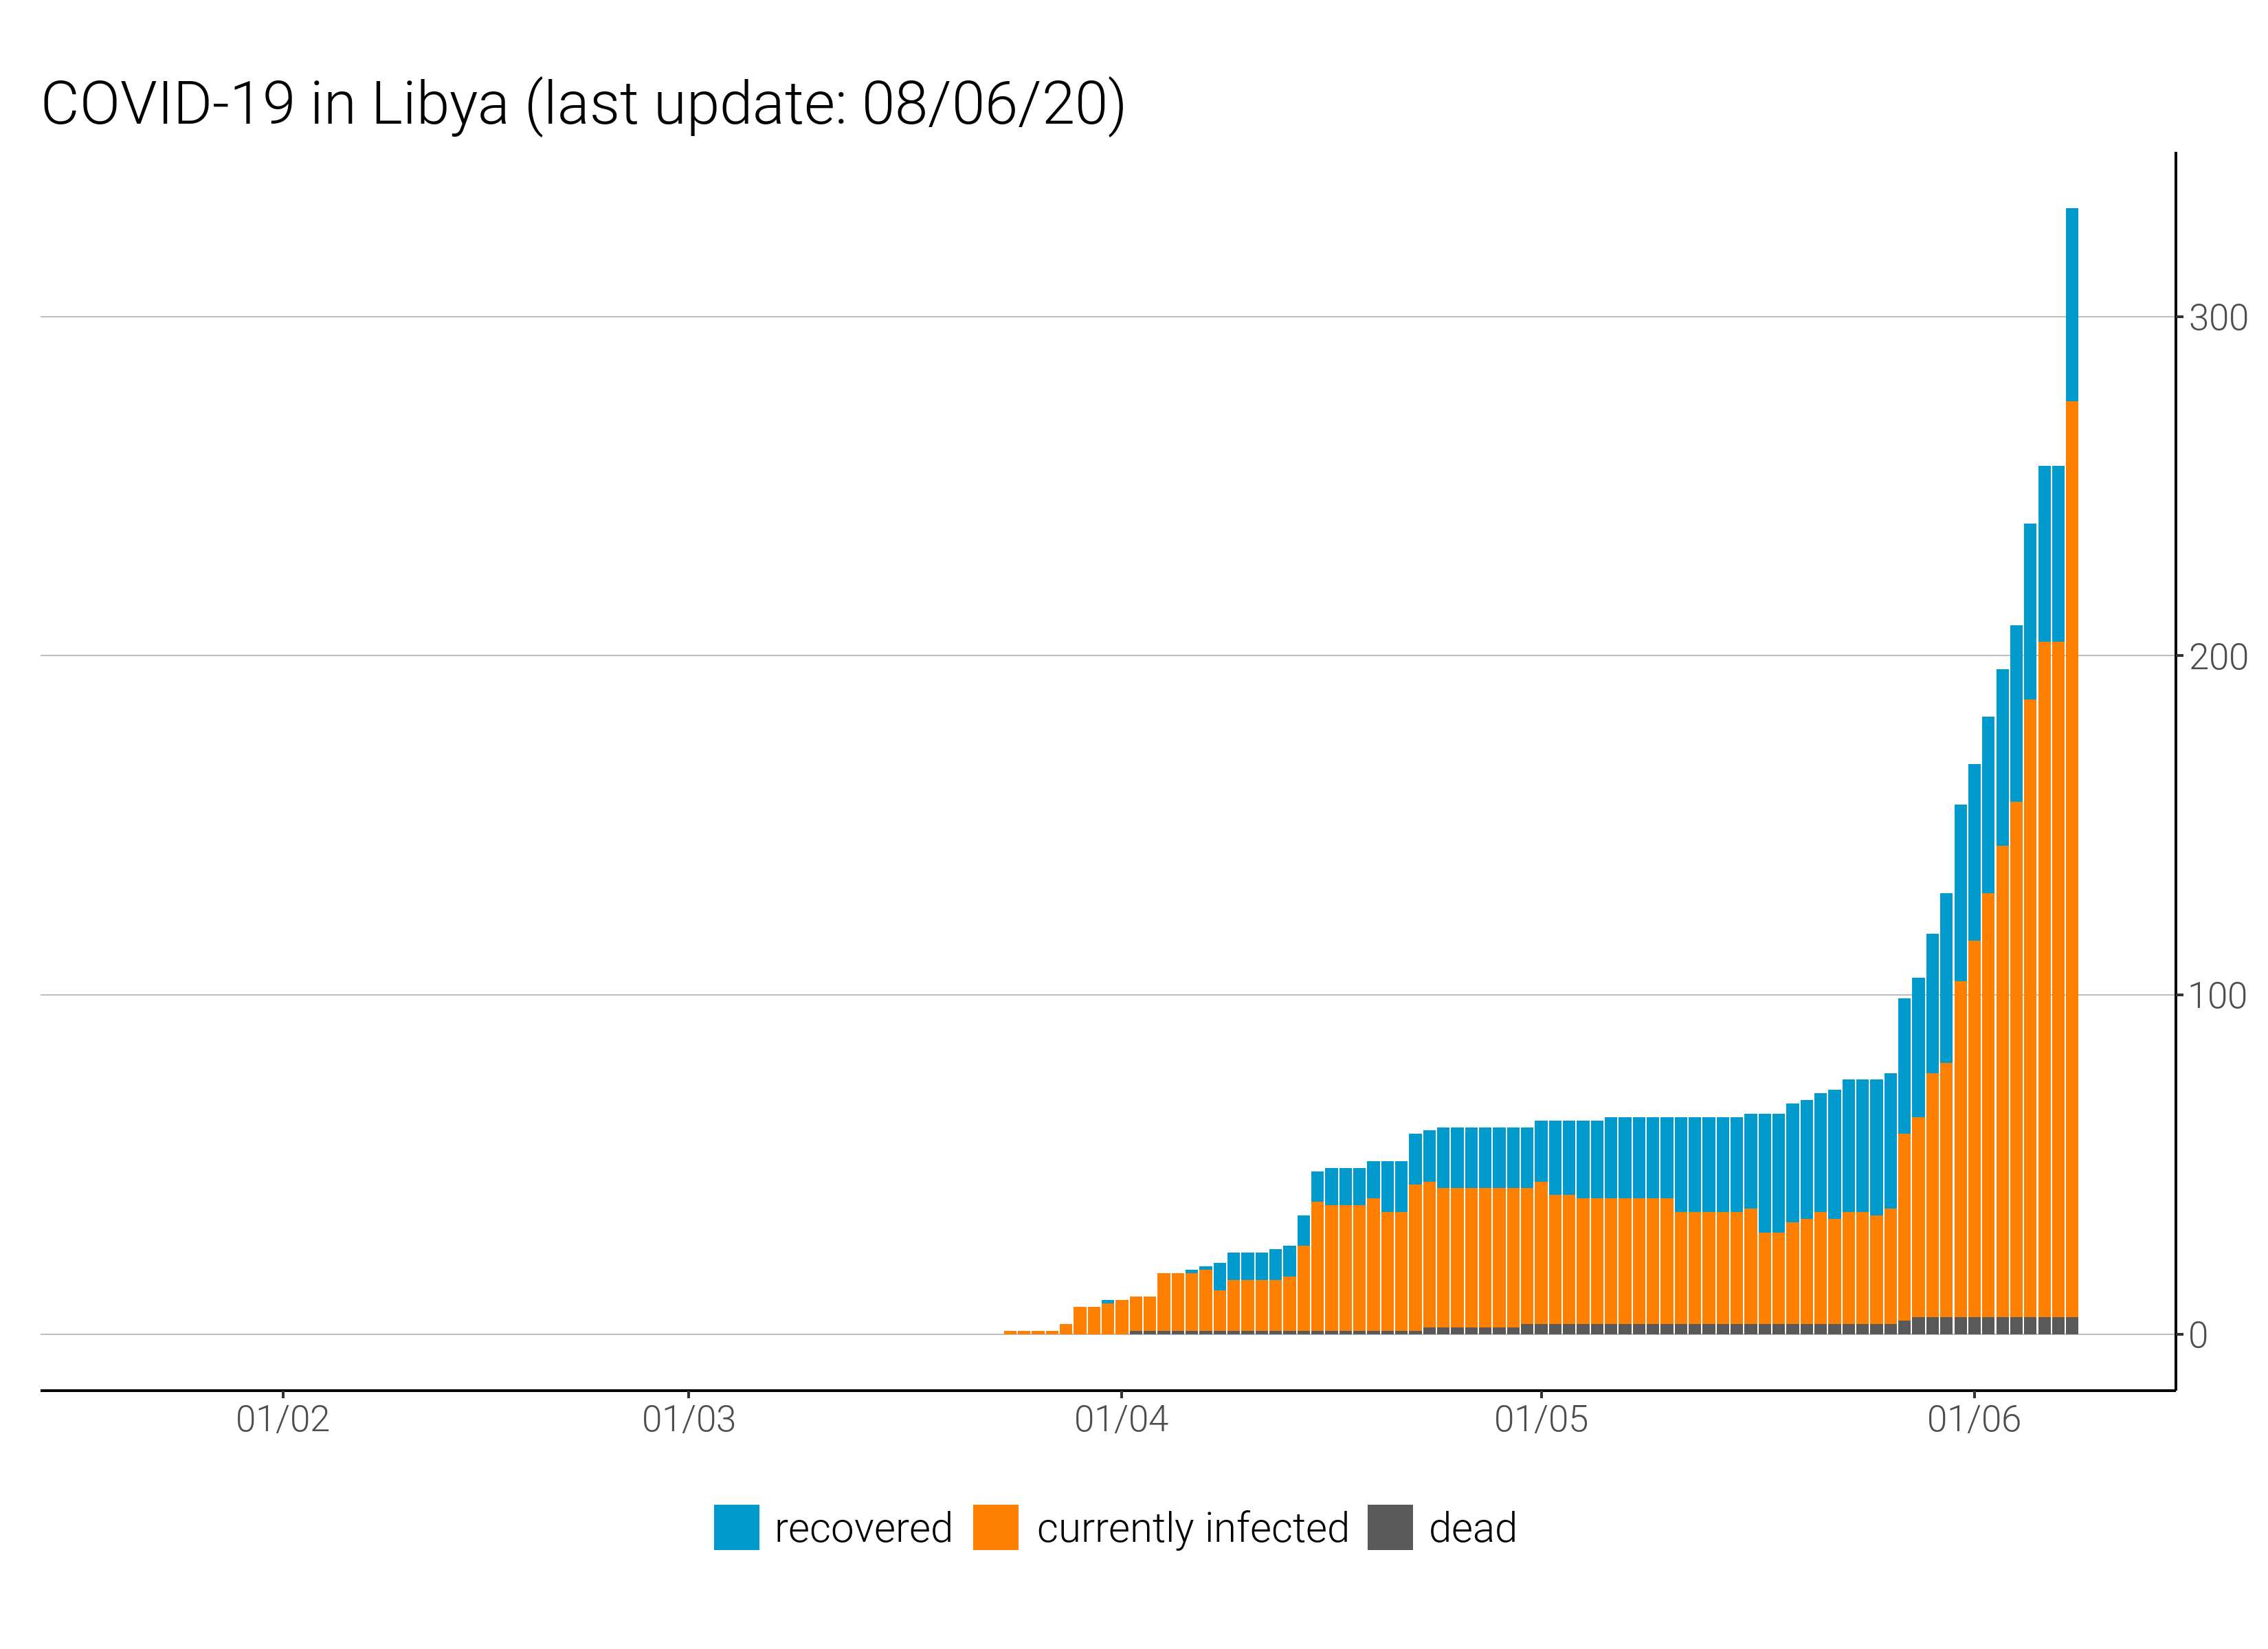 COVID-19 in Libya (last update: 08/06/20)
300
200
100
0
01/02 01/03 01/04 01/05 01/06
recovered currently infected dead